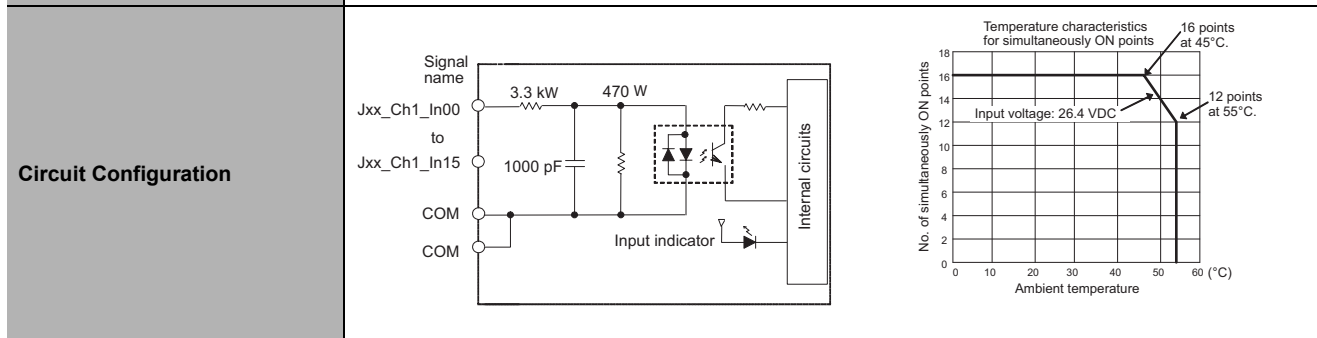 Circuit Configuration
Signal
name
3.3 kW
470 W
Jxx_Ch1_In00
to
Jxx_Ch1_In15
1000 pF
COM
COM
Input indicator
Internal circuits
Temperature characteristics
for simultaneously ON points
16 points
at 45°C.
12 points
at 55°C.
Input voltage: 26.4 VDC
No. of simultaneously ON points
18
16
14
12
10
8
6
4
2
0
0 10 20 30 40 50 60 (°C)
Ambient temperature